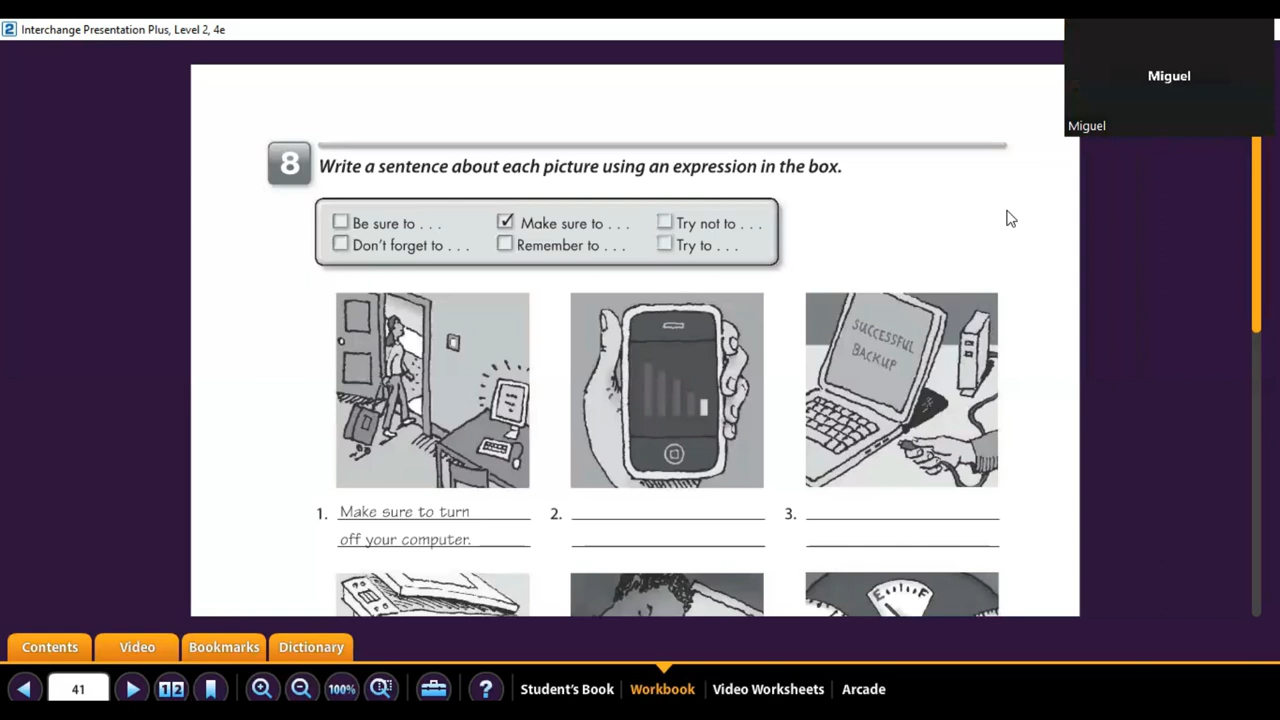 Interchange Presentation Plus, Level 2, 4e
Miguel
Miguel
8 Write a sentence about each picture using an expression in the box.
Be sure to . . . Make sure to . . . Try not to . . .
Don't forget to . . . Remember to . . . Try to . . .
SUCCESSFUL
BACKUP
1. Make sure to turn 2. 3.
off your computer.
E F
Contents Video Bookmarks Dictionary
41 1 2 100% ? Student's Book Workbook Video Worksheets Arcade